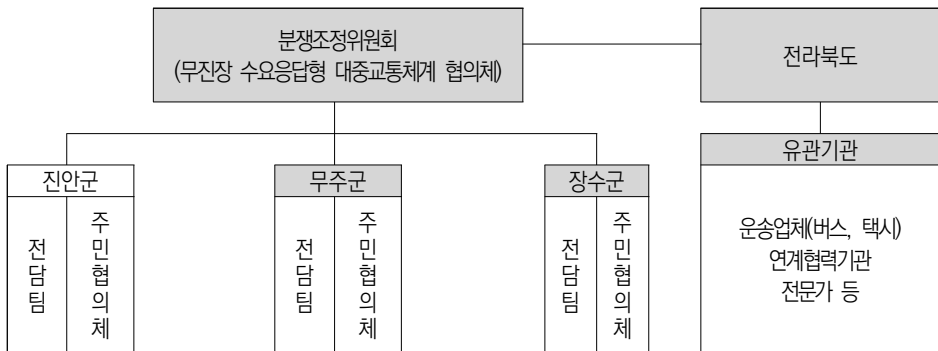 분쟁조정위원회
(무진장 수요응답형 대중교통체계 협의체)
전라북도
진안군
전담팀
주민협의체
무주군
전담팀
주민협의체
장수군
전담팀
주민협의체
유관기관
운송업체(버스, 택시)
연계협력기관
전문가 등